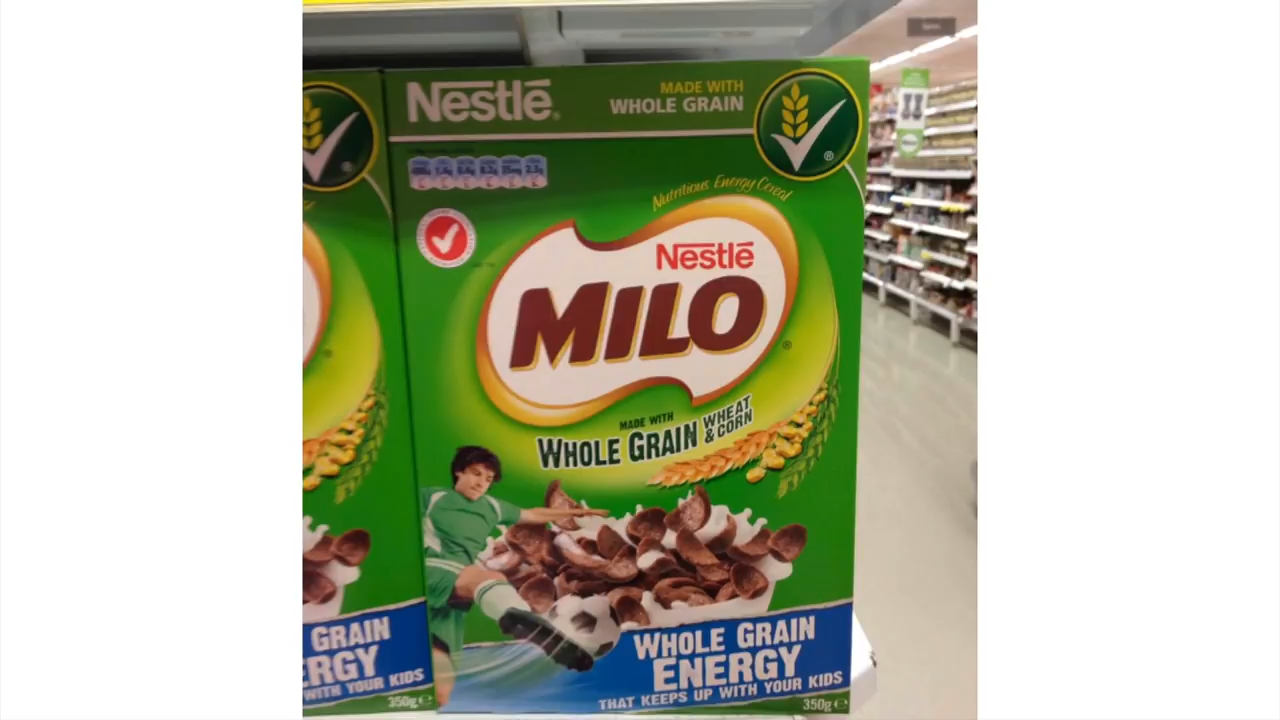 Nestlé
MADE WITH
WHOLE GRAIN
Nutritious Energy Cereal
Nestlé
MILO
MADE WITH
WHOLE GRAIN WHEAT
& CORN
WHOLE GRAIN
ENERGY
THAT KEEPS UP WITH YOUR KIDS
350g e
GRAIN
ERGY
WITH YOUR KIDS
350g e